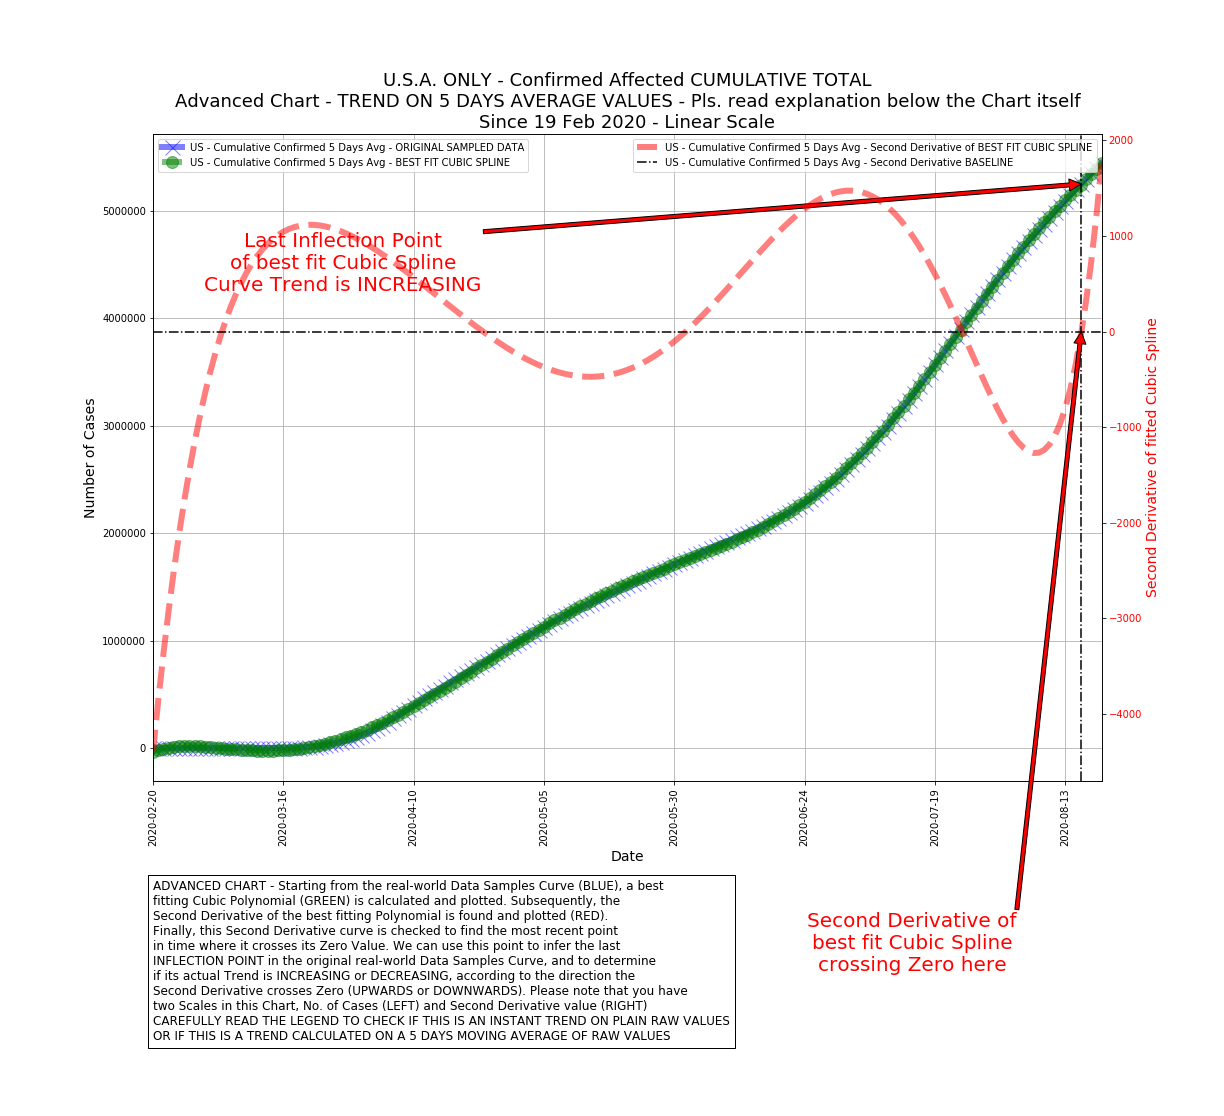 U.S.A. ONLY - Confirmed Affected CUMULATIVE TOTAL
Advanced Chart - TREND ON 5 DAYS AVERAGE VALUES - Pls. read explanation below the Chart itself
Since 19 Feb 2020 - Linear Scale
US - Cumulative Confirmed 5 Days Avg - ORIGINAL SAMPLED DATA
US - Cumulative Confirmed 5 Days Avg - BEST FIT CUBIC SPLINE
US - Cumulative Confirmed 5 Days Avg - Second Derivative of BEST FIT CUBIC SPLINE
US - Cumulative Confirmed 5 Days Avg - Second Derivative BASELINE
Last Inflection Point
of best fit Cubic Spline
Curve Trend is INCREASING
Number of Cases
5000000
4000000
3000000
2000000
1000000
0
2000
1000
0
−1000
−2000
−3000
−4000
Second Derivative of fitted Cubic Spline
2020-02-20
2020-03-16
2020-04-10
2020-05-05
2020-05-30
2020-06-24
2020-07-19
2020-08-13
Date
ADVANCED CHART - Starting from the real-world Data Samples Curve (BLUE), a best
fitting Cubic Polynomial (GREEN) is calculated and plotted. Subsequently, the
Second Derivative of the best fitting Polynomial is found and plotted (RED).
Finally, this Second Derivative curve is checked to find the most recent point
in time where it crosses its Zero Value. We can use this point to infer the last
INFLECTION POINT in the original real-world Data Samples Curve, and to determine
if its actual Trend is INCREASING or DECREASING, according to the direction the
Second Derivative crosses Zero (UPWARDS or DOWNWARDS). Please note that you have
two Scales in this Chart, No. of Cases (LEFT) and Second Derivative value (RIGHT)
CAREFULLY READ THE LEGEND TO CHECK IF THIS IS AN INSTANT TREND ON PLAIN RAW VALUES
OR IF THIS IS A TREND CALCULATED ON A 5 DAYS MOVING AVERAGE OF RAW VALUES
Second Derivative of
best fit Cubic Spline
crossing Zero here